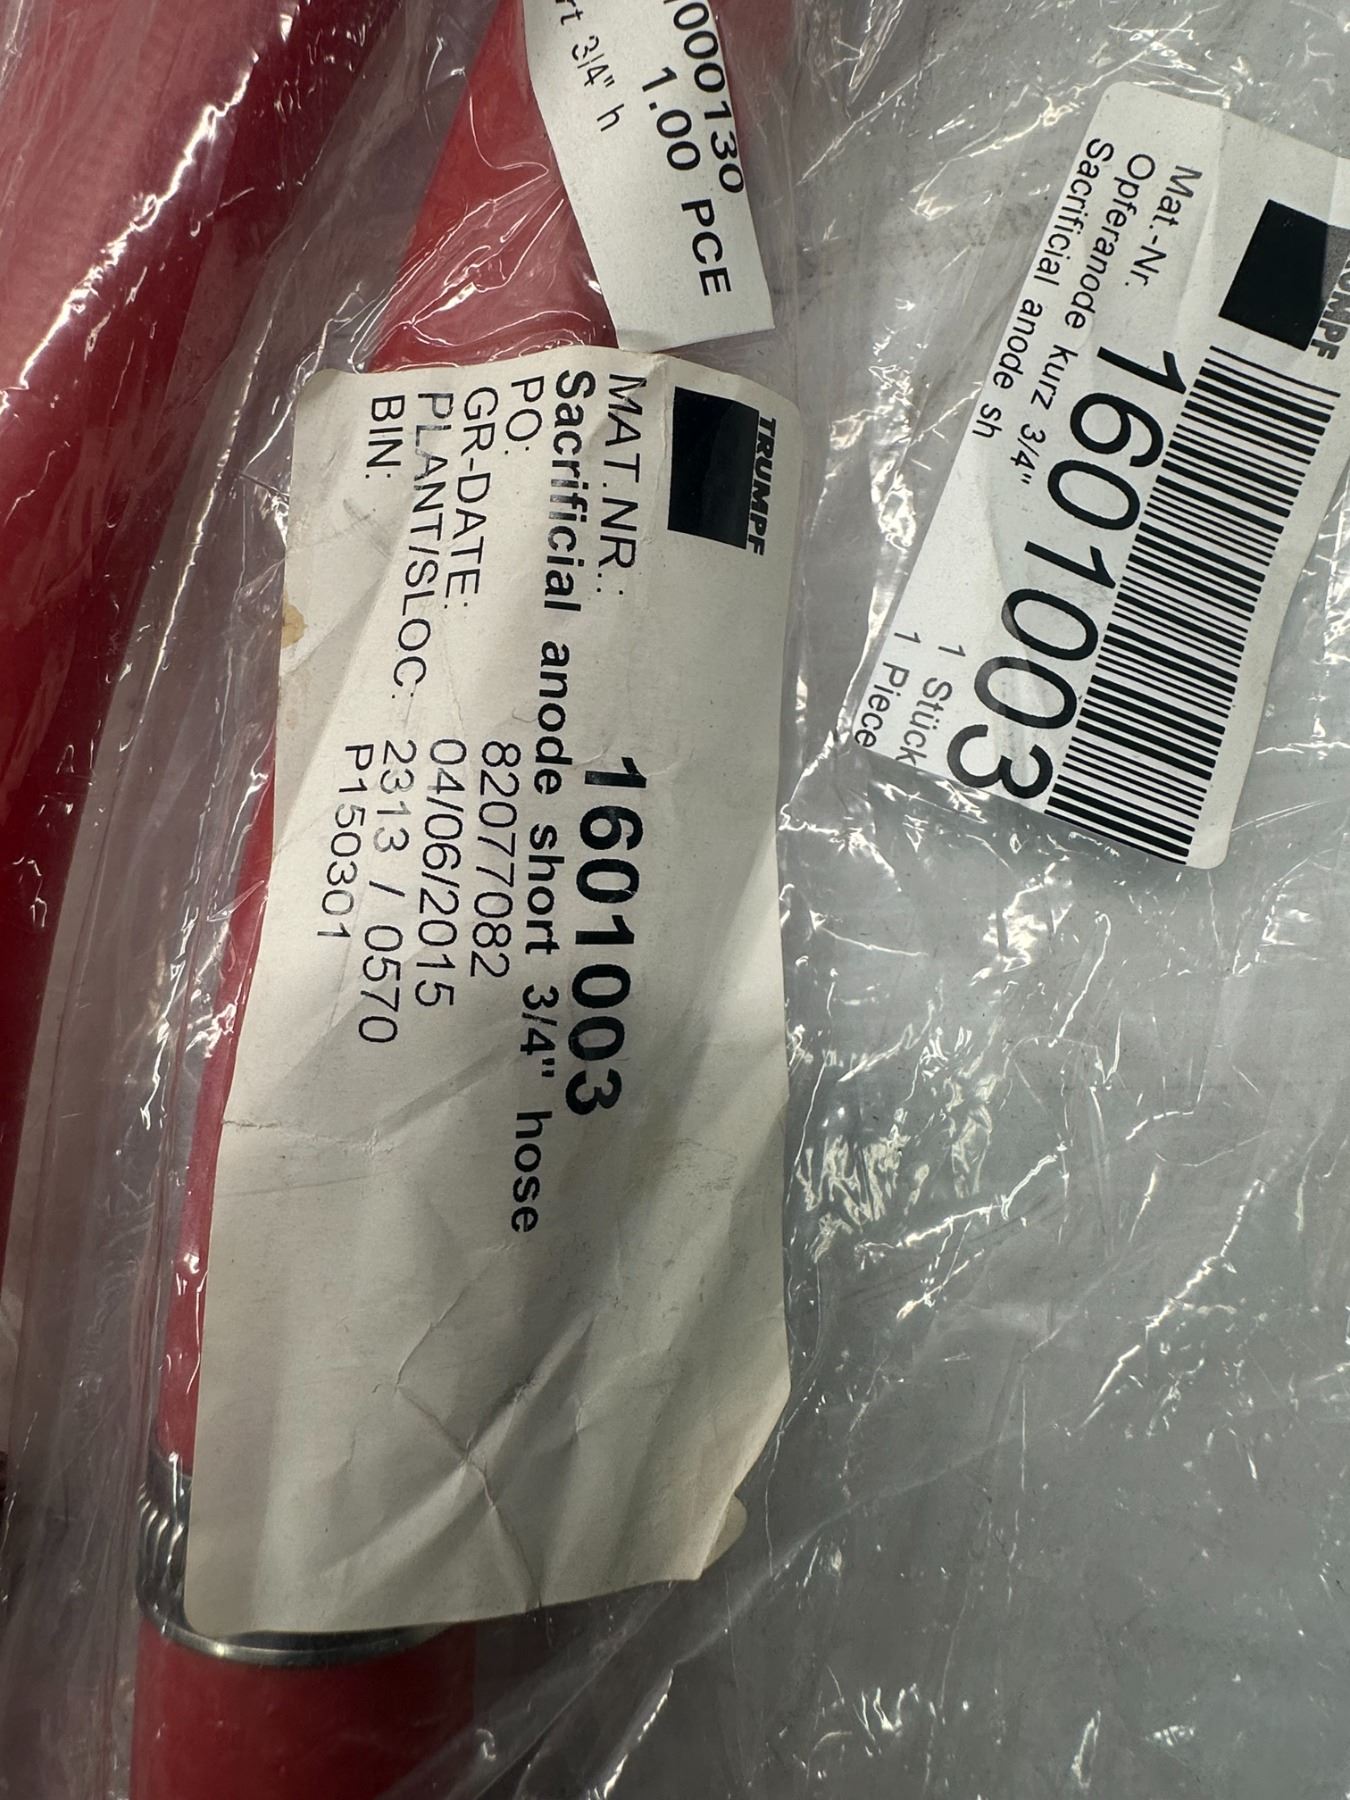 000130
1.00 PCE
rt 3/4" h
TRUMPF
MAT.NR.: 1601003
Sacrificial anode short 3/4" hose
PO: 82077082
GR-DATE: 04/06/2015
PLANT/SLOC: 2313 / 0570
BIN: P150301
TRUMPF
Mat.-Nr. 1601003
Opferanode kurz 3/4" 1 Stück
Sacrificial anode sh 1 Piece